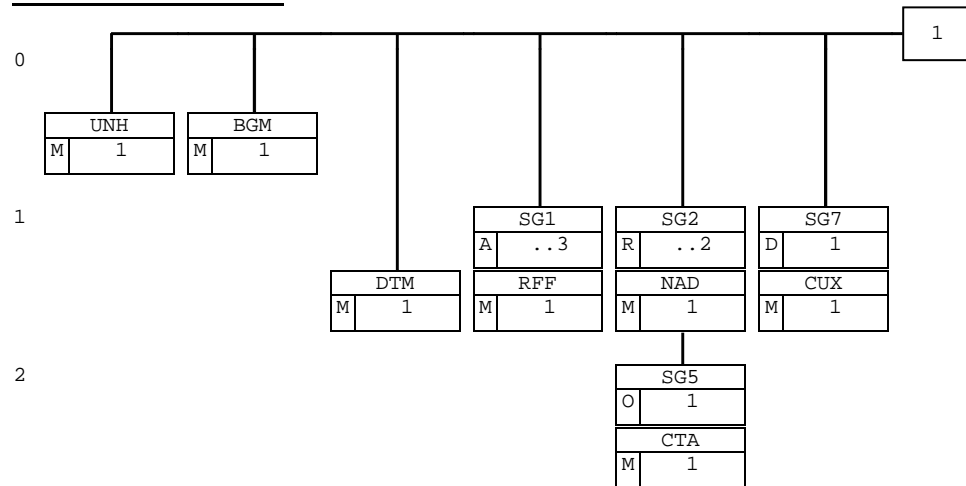 1
0
UNH BGM
M 1 M 1
1
SG1 SG2 SG7
A ..3 R ..2 D 1
DTM RFF NAD CUX
M 1 M 1 M 1 M 1
2
SG5
O 1
CTA
M 1